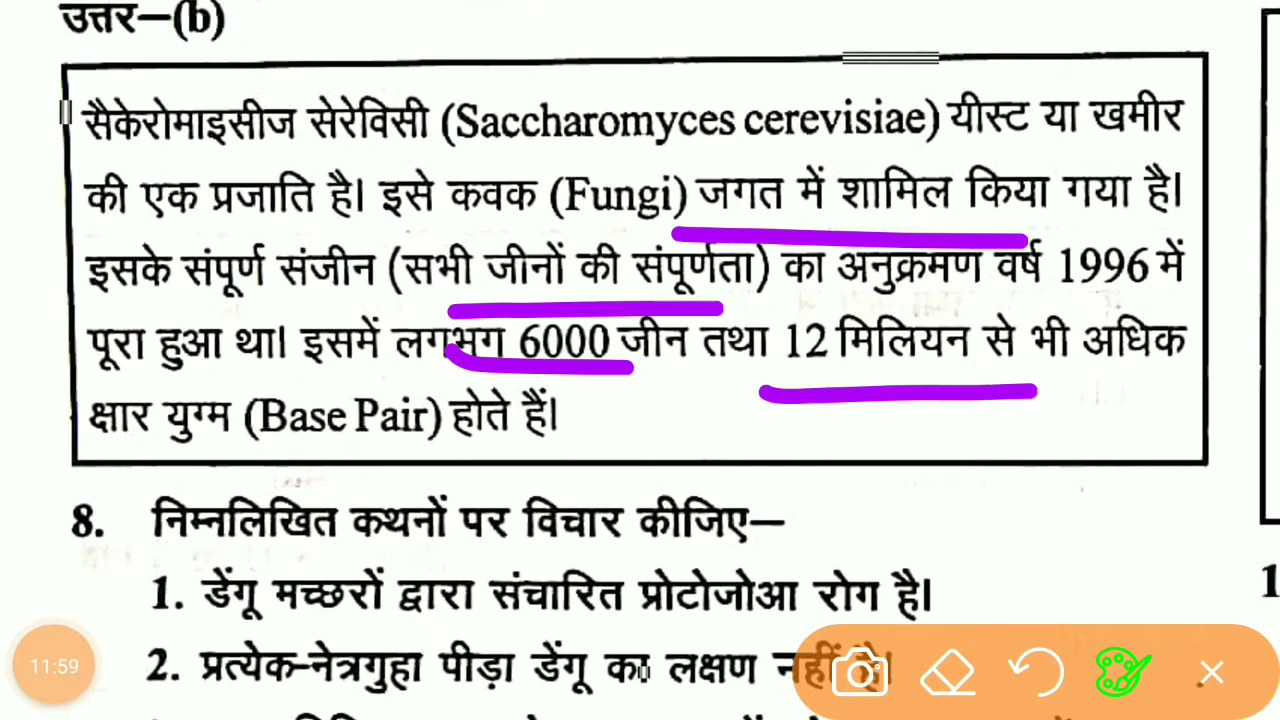 उत्तर–(b)
सैकेरोमाइसीज सेरेविसी (Saccharomyces cerevisiae) यीस्ट या खमीर
की एक प्रजाति है। इसे कवक (Fungi) जगत में शामिल किया गया है।
इसके संपूर्ण संजीन (सभी जीनों की संपूर्णता) का अनुक्रमण वर्ष 1996 में
पूरा हुआ था। इसमें लगभग 6000 जीन तथा 12 मिलियन से भी अधिक
क्षार युग्म (Base Pair) होते हैं।
8. निम्नलिखित कथनों पर विचार कीजिए–
1. डेंगू मच्छरों द्वारा संचारित प्रोटोजोआ रोग है।
1
2. प्रत्येक-नेत्रगुहा पीड़ा डेंगू का लक्षण नहीं है।
11:59